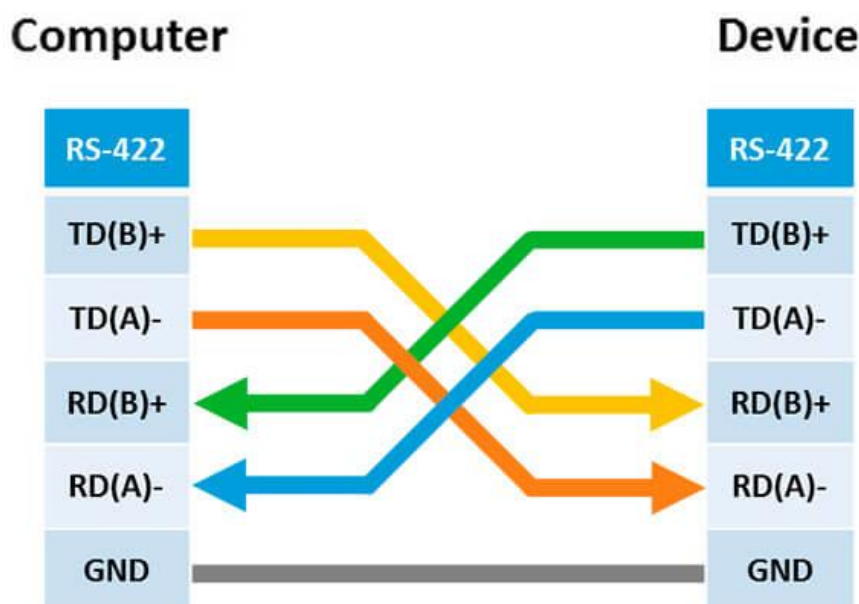 Computer Device
RS-422 RS-422
TD(B)+ TD(B)+
TD(A)- TD(A)-
RD(B)+ RD(B)+
RD(A)- RD(A)-
GND GND